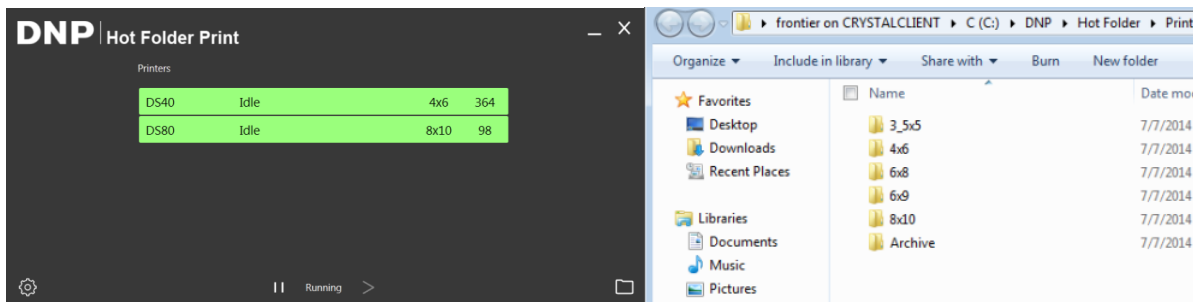 DNP Hot Folder Print
Printers
DS40 Idle 4x6 364
DS80 Idle 8x10 98
Running
frontier on CRYSTALCLIENT C (C:) DNP Hot Folder Print
Organize Include in library Share with Burn New folder
Favorites
Desktop
Downloads
Recent Places
Libraries
Documents
Music
Pictures
Name Date mo
3_5x5 7/7/2014
4x6 7/7/2014
6x8 7/7/2014
6x9 7/7/2014
8x10 7/7/2014
Archive 7/7/2014